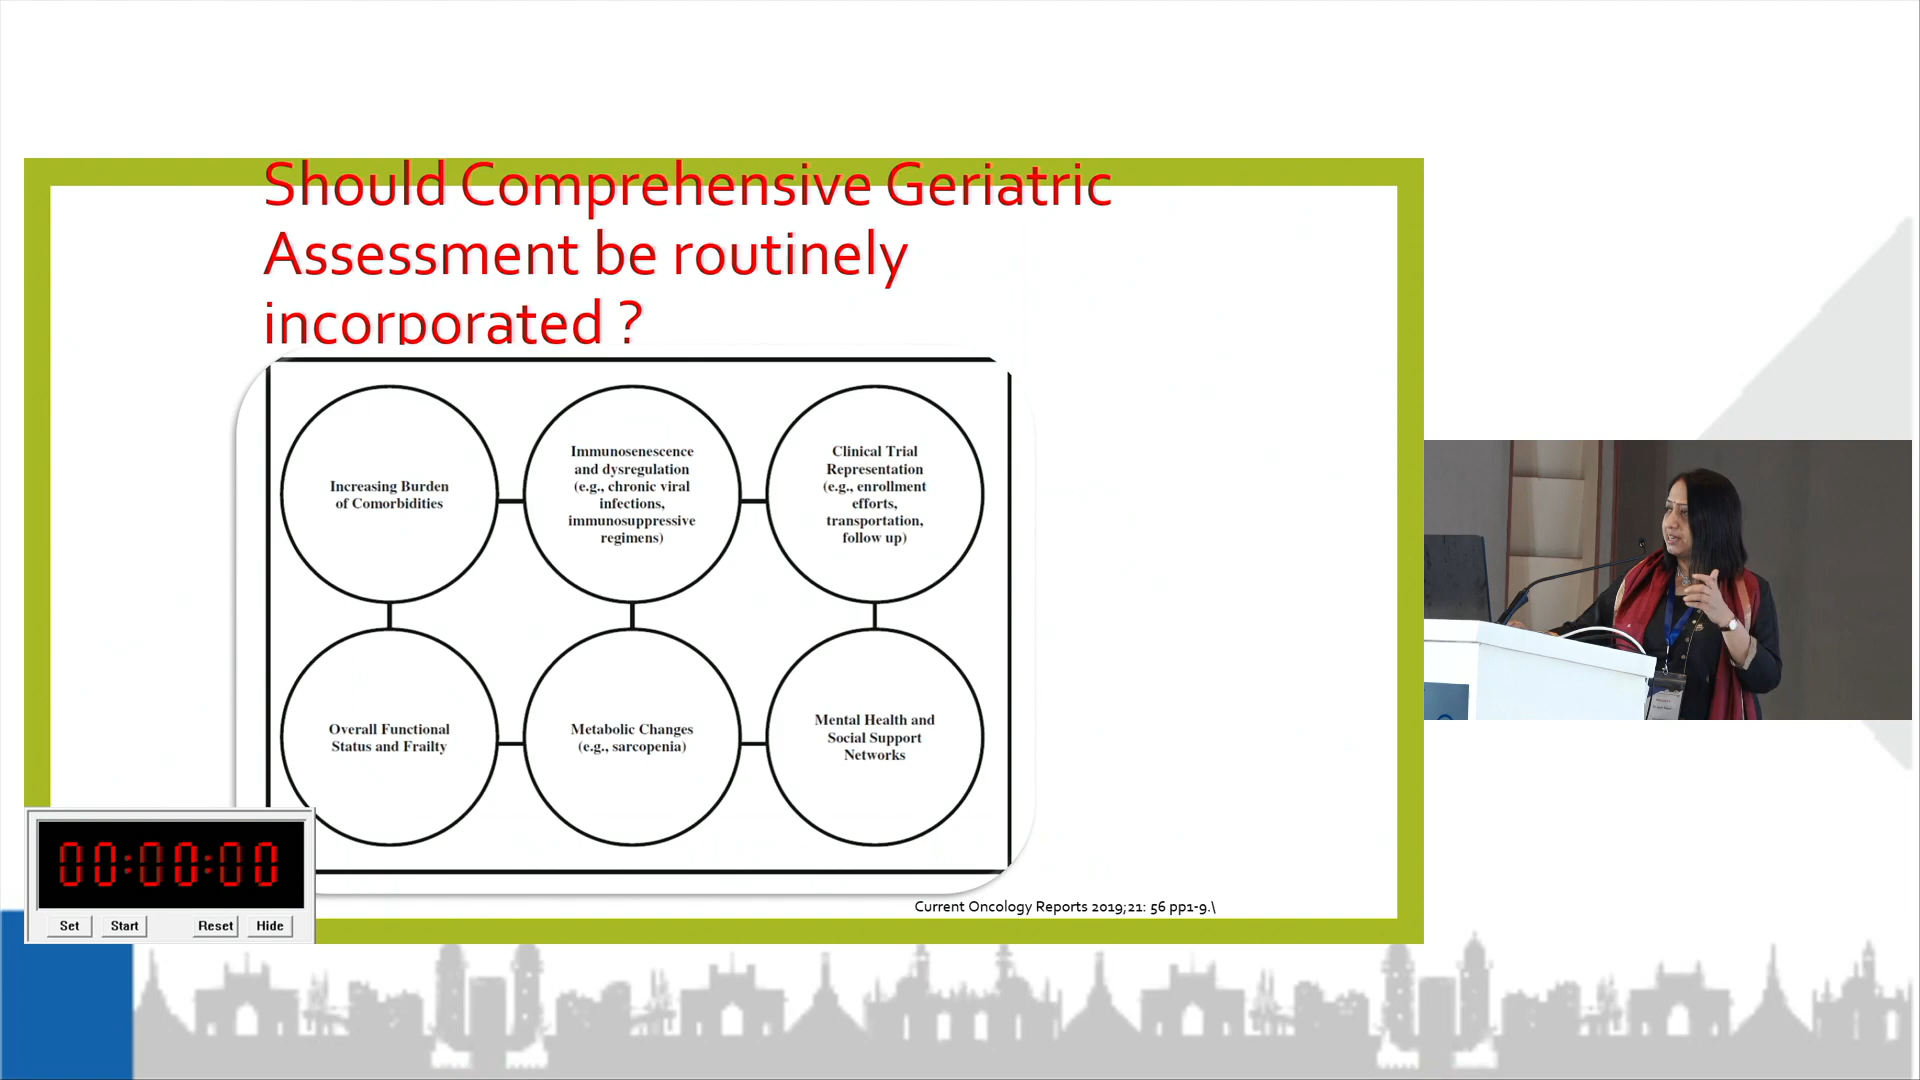 Should Comprehensive Geriatric
Assessment be routinely
incorporated ?
Increasing Burden
of Comorbidities
Immunosenescence
and dysregulation
(e.g., chronic viral
infections,
immunosuppressive
regimens)
Clinical Trial
Representation
(e.g., enrollment
efforts,
transportation,
follow up)
Overall Functional
Status and Frailty
Metabolic Changes
(e.g., sarcopenia)
Mental Health and
Social Support
Networks
00:00:00
Set Start Reset Hide
Current Oncology Reports 2019;21: 56 pp1-9.\